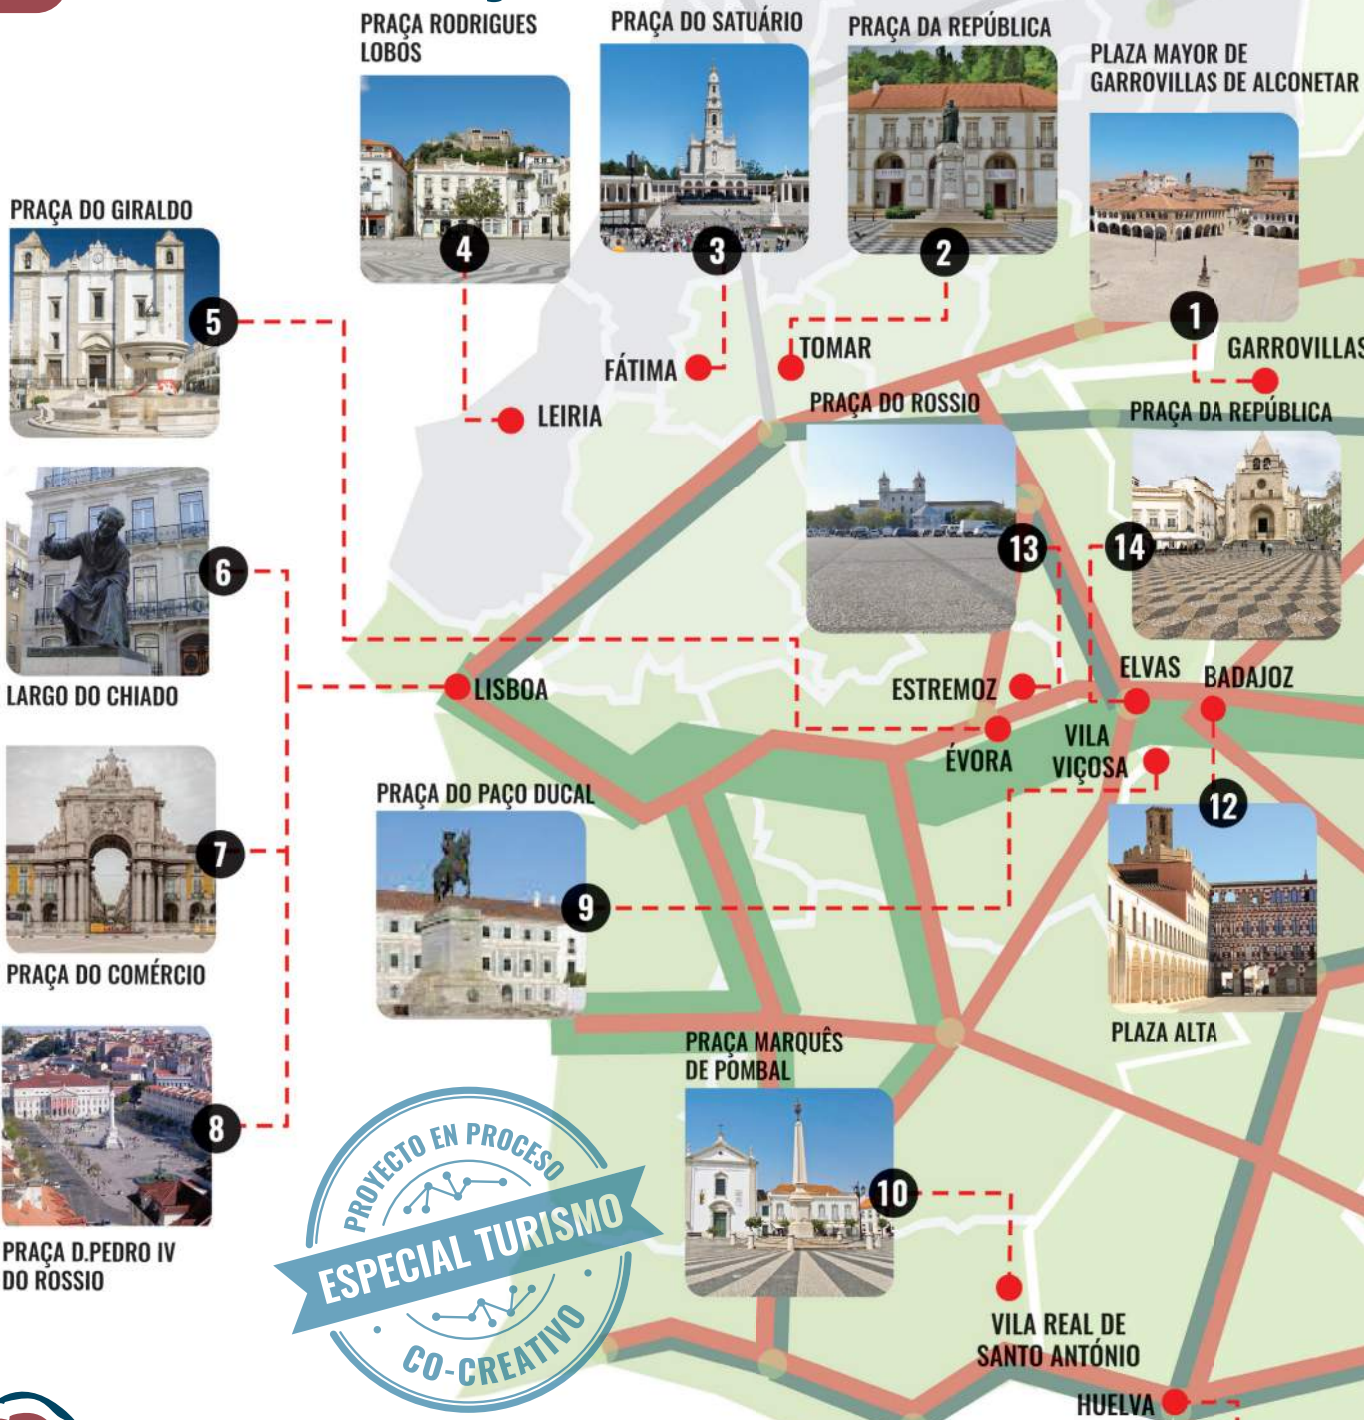 PRAÇA RODRIGUES
LOBOS
PRAÇA DO SATUÁRIO
PRAÇA DA REPÚBLICA
PLAZA MAYOR DE
GARROVILLAS DE ALCONETAR
4
3
2
1
PRAÇA DO GIRALDO
5
LEIRIA
FÁTIMA
TOMAR
GARROVILLAS
PRAÇA DO ROSSIO
13
PRAÇA DA REPÚBLICA
14
6
LARGO DO CHIADO
LISBOA
ESTREMOZ
ELVAS
BADAJOZ
ÉVORA
VILA
VIÇOSA
12
PLAZA ALTA
7
PRAÇA DO COMÉRCIO
PRAÇA DO PAÇO DUCAL
9
8
PRAÇA D.PEDRO IV
DO ROSSIO
PRAÇA MARQUÊS
DE POMBAL
10
PROYECTO EN PROCESO
ESPECIAL TURISMO
CO-CREATIVO
VILA REAL DE
SANTO ANTÓNIO
HUELVA